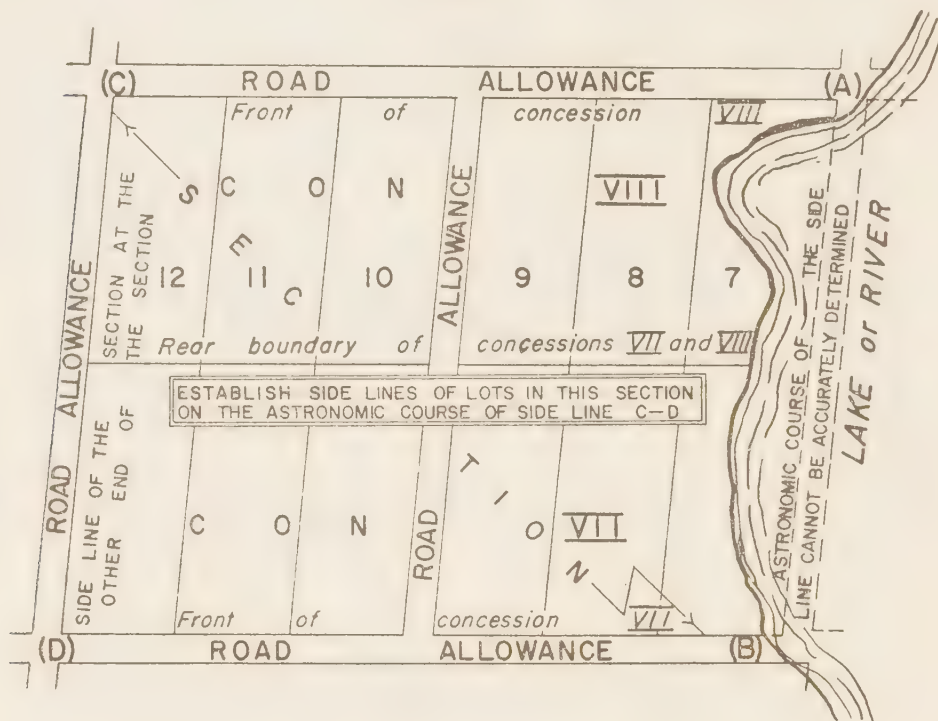 (C) ROAD ALLOWANCE (A)
Front of concession VIII
S C O N VIII
E
12 11 C 10 9 8 7
Rear boundary of concessions VII and VIII
ESTABLISH SIDE LINES OF LOTS IN THIS SECTION
ON THE ASTRONOMIC COURSE OF SIDE LINE C-D
T
I
C O N O VII
N
Front of concession VII
(D) ROAD ALLOWANCE (B)
ROAD ALLOWANCE
SIDE LINE OF THE SECTION AT THE
OTHER END OF THE SECTION
ROAD ALLOWANCE
ASTRONOMIC COURSE OF THE SIDE
LINE CANNOT BE ACCURATELY DETERMINED
LAKE or RIVER